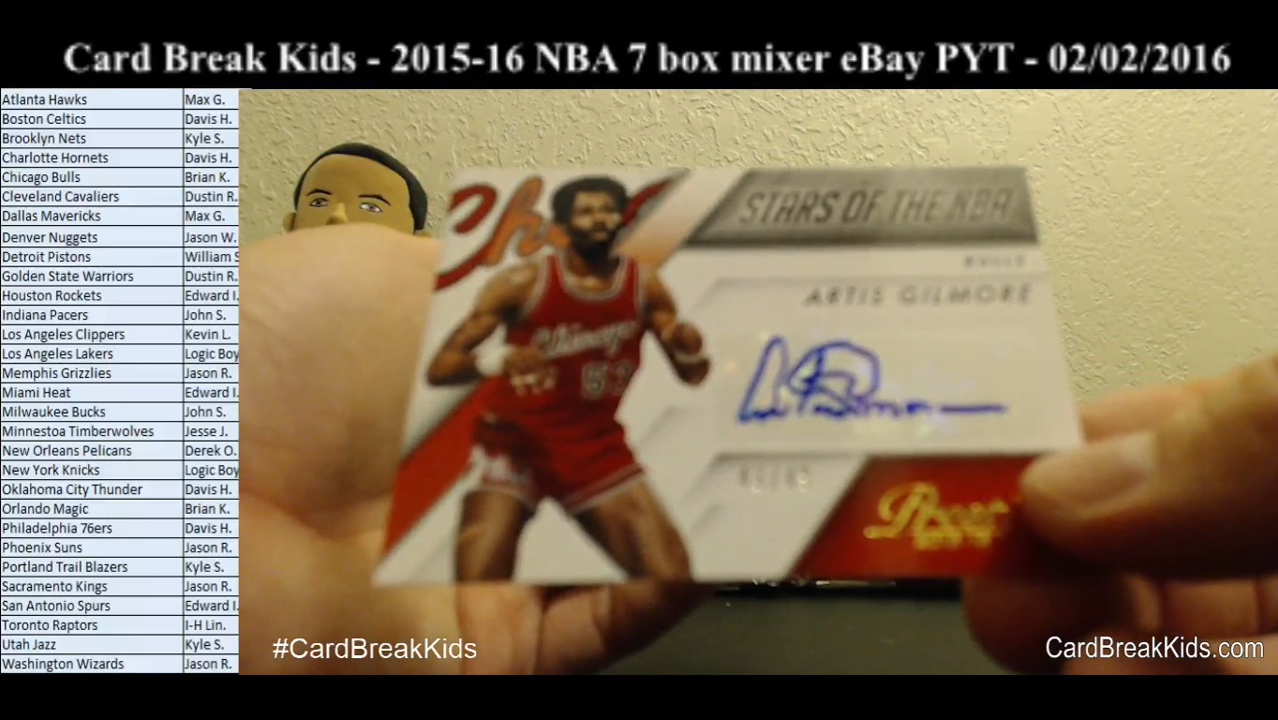 Card Break Kids - 2015-16 NBA 7 box mixer eBay PYT - 02/02/2016
Atlanta Hawks Max G.
Boston Celtics Davis H.
Brooklyn Nets Kyle S.
Charlotte Hornets Davis H.
Chicago Bulls Brian K.
Cleveland Cavaliers Dustin R.
Dallas Mavericks Max G.
Denver Nuggets Jason W.
Detroit Pistons William S
Golden State Warriors Dustin R.
Houston Rockets Edward I.
Indiana Pacers John S.
Los Angeles Clippers Kevin L.
Los Angeles Lakers Logic Boy
Memphis Grizzlies Jason R.
Miami Heat Edward I.
Milwaukee Bucks John S.
Minnestoa Timberwolves Jesse J.
New Orleans Pelicans Derek O.
New York Knicks Logic Boy
Oklahoma City Thunder Davis H.
Orlando Magic Brian K.
Philadelphia 76ers Davis H.
Phoenix Suns Jason R.
Portland Trail Blazers Kyle S.
Sacramento Kings Jason R.
San Antonio Spurs Edward I.
Toronto Raptors I-H Lin.
Utah Jazz Kyle S.
Washington Wizards Jason R.
Chi
STARS OF THE NBA
BULLS
ARTIS GILMORE
Chicago
53
#CardBreakKids
CardBreakKids.com